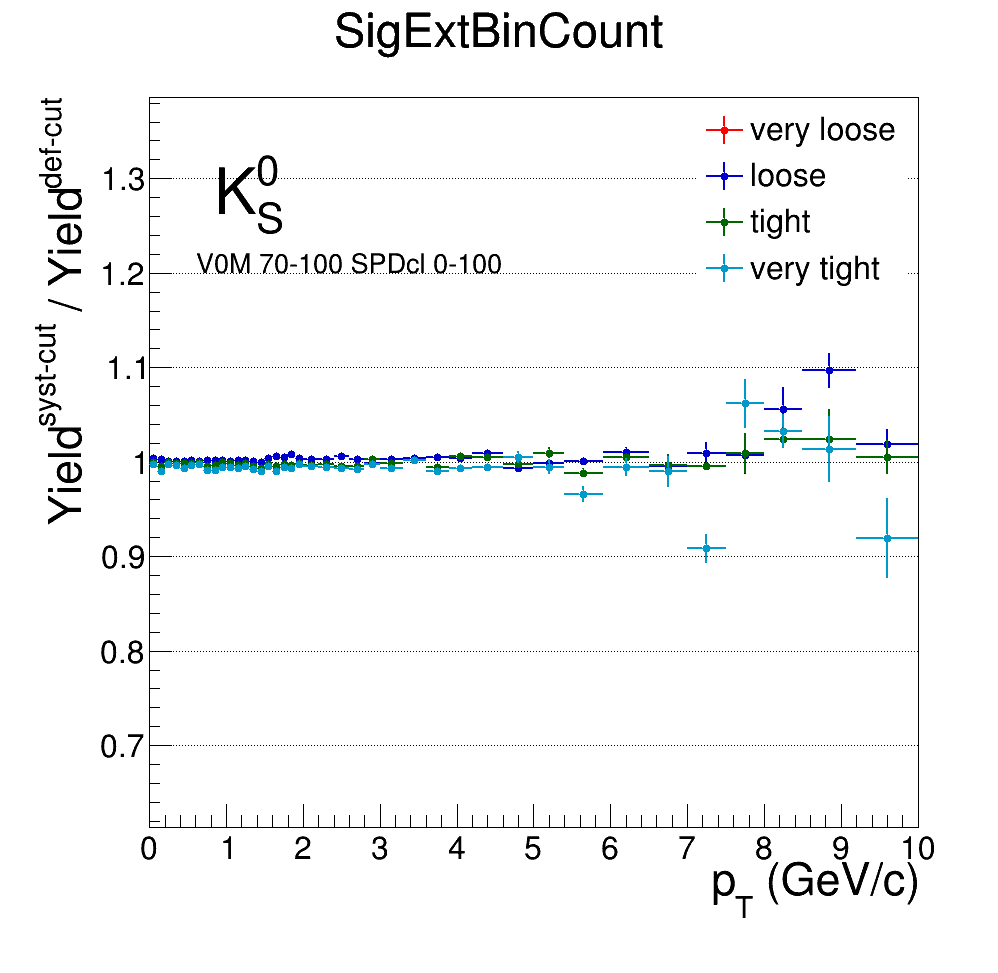 SigExtBinCount
Yield^syst-cut / Yield^def-cut
K^0_S
V0M 70-100 SPDcl 0-100
very loose
loose
tight
very tight
1.3
1.2
1.1
1
0.9
0.8
0.7
0 1 2 3 4 5 6 7 8 9 10
p_T (GeV/c)